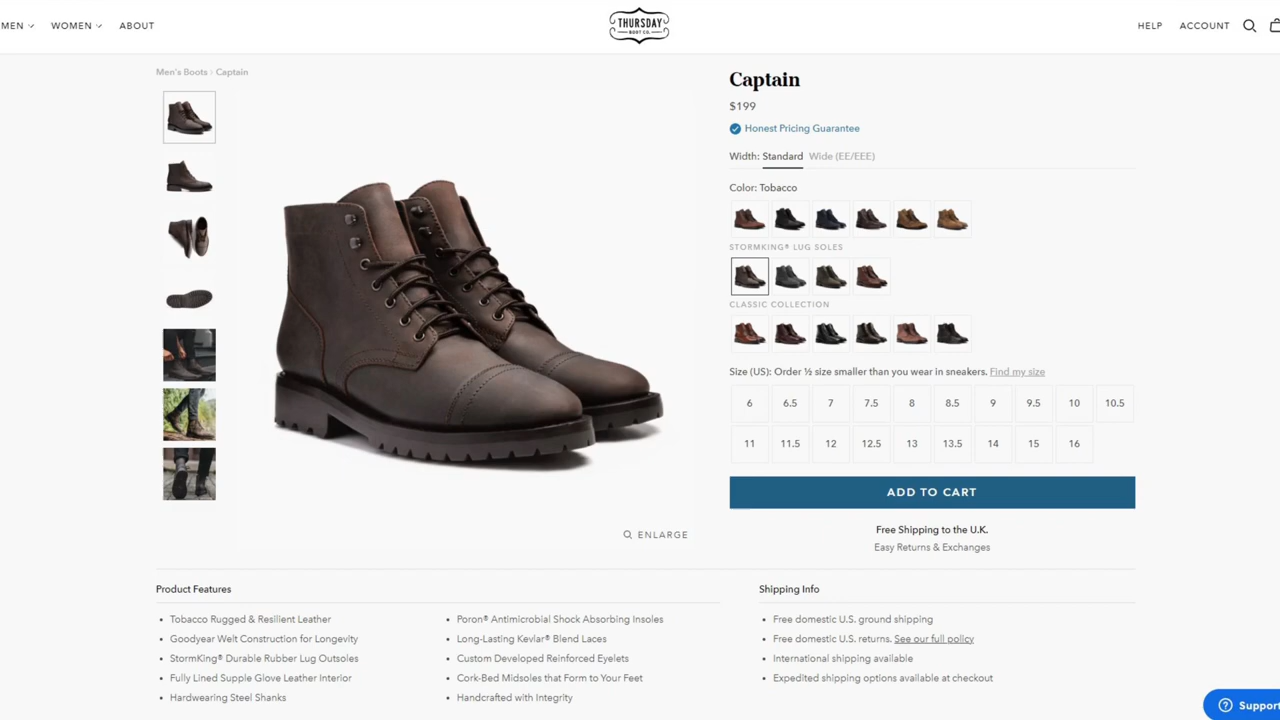 MEN
WOMEN
ABOUT
THURSDAY
BOOT CO.
HELP
ACCOUNT
Men's Boots › Captain
Captain
$199
Honest Pricing Guarantee
Width: Standard Wide (EE/EEE)
Color: Tobacco
STORMKING® LUG SOLES
CLASSIC COLLECTION
Size (US): Order ½ size smaller than you wear in sneakers. Find my size
6 6.5 7 7.5 8 8.5 9 9.5 10 10.5
11 11.5 12 12.5 13 13.5 14 15 16
ADD TO CART
ENLARGE
Free Shipping to the U.K.
Easy Returns & Exchanges
Product Features
• Tobacco Rugged & Resilient Leather
• Goodyear Welt Construction for Longevity
• StormKing® Durable Rubber Lug Outsoles
• Fully Lined Supple Glove Leather Interior
• Hardwearing Steel Shanks
• Poron® Antimicrobial Shock Absorbing Insoles
• Long-Lasting Kevlar® Blend Laces
• Custom Developed Reinforced Eyelets
• Cork-Bed Midsoles that Form to Your Feet
• Handcrafted with Integrity
Shipping Info
• Free domestic U.S. ground shipping
• Free domestic U.S. returns. See our full policy
• International shipping available
• Expedited shipping options available at checkout
Support